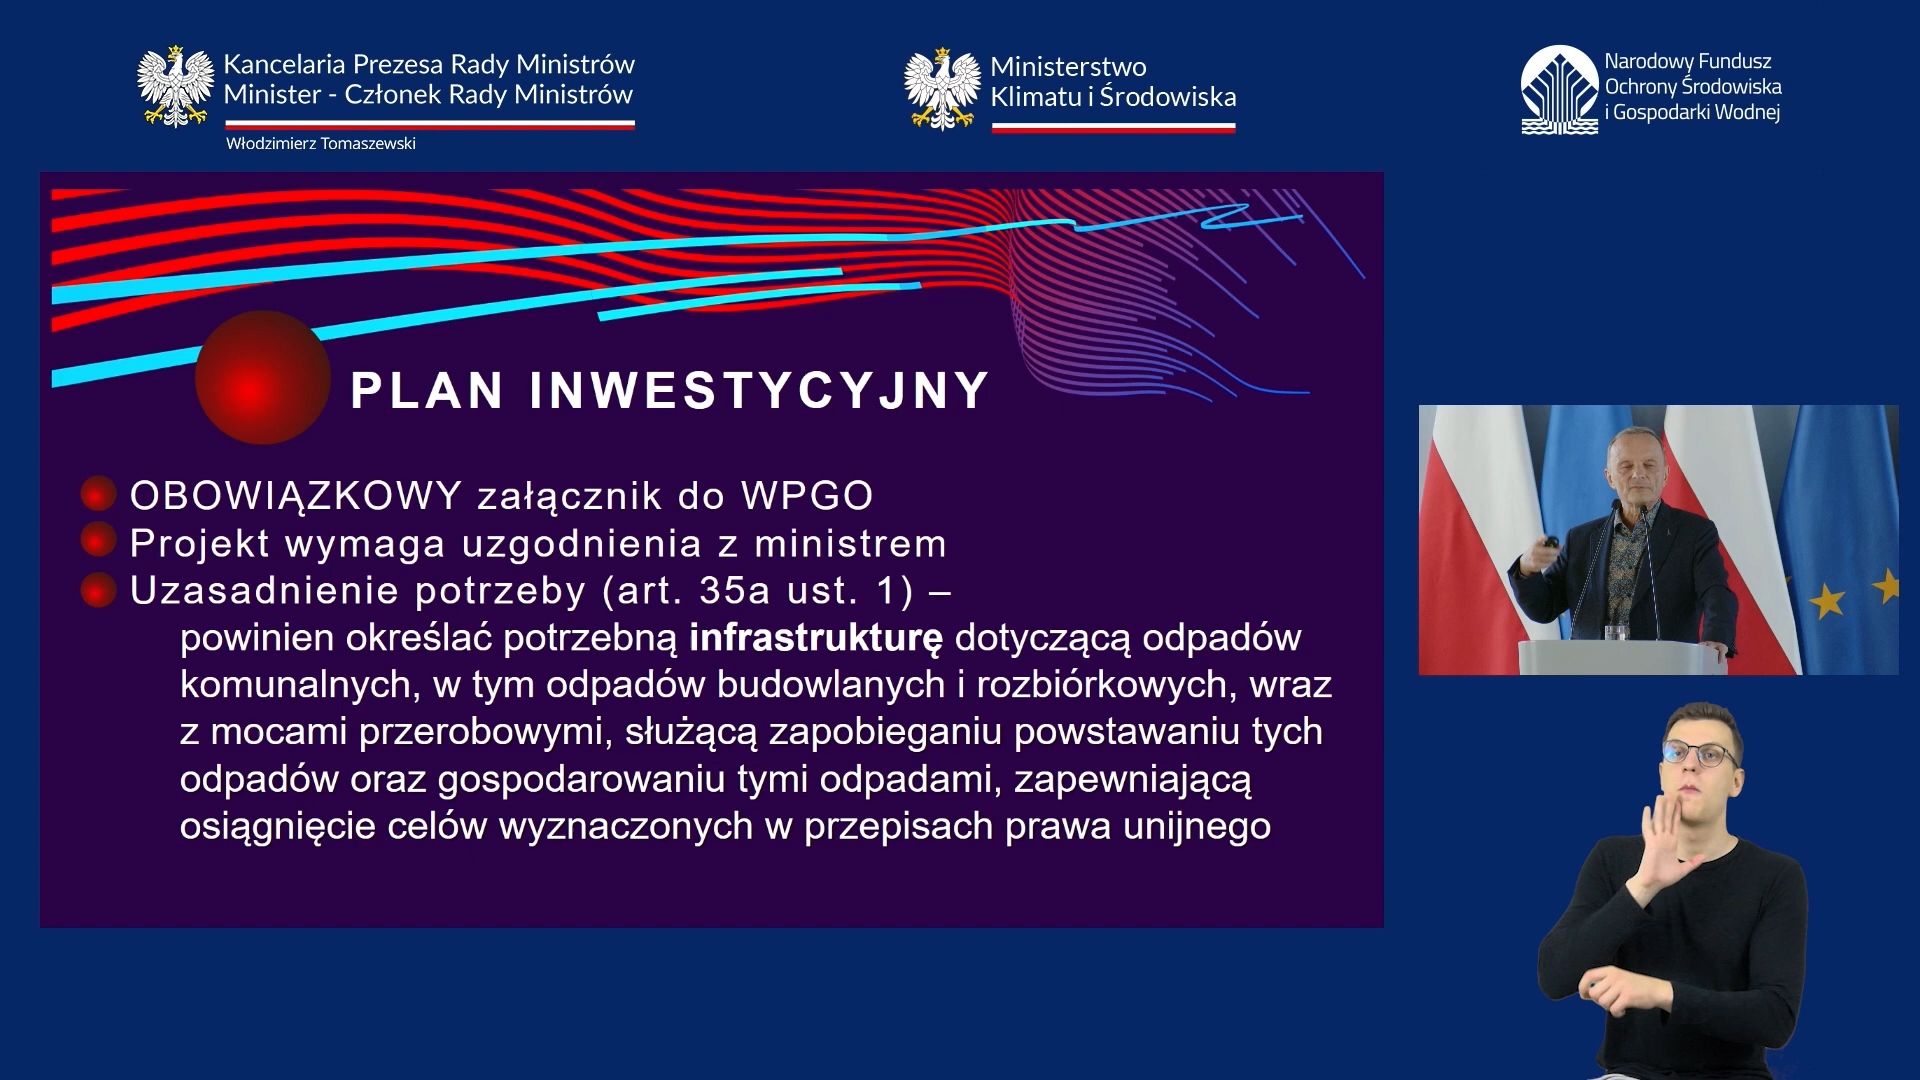 Kancelaria Prezesa Rady Ministrów
Minister - Członek Rady Ministrów
Włodzimierz Tomaszewski
Ministerstwo
Klimatu i Środowiska
Narodowy Fundusz
Ochrony Środowiska
i Gospodarki Wodnej
PLAN INWESTYCYJNY
OBOWIĄZKOWY załącznik do WPGO
Projekt wymaga uzgodnienia z ministrem
Uzasadnienie potrzeby (art. 35a ust. 1) –
powinien określać potrzebną infrastrukturę dotyczącą odpadów
komunalnych, w tym odpadów budowlanych i rozbiórkowych, wraz
z mocami przerobowymi, służącą zapobieganiu powstawaniu tych
odpadów oraz gospodarowaniu tymi odpadami, zapewniającą
osiągnięcie celów wyznaczonych w przepisach prawa unijnego